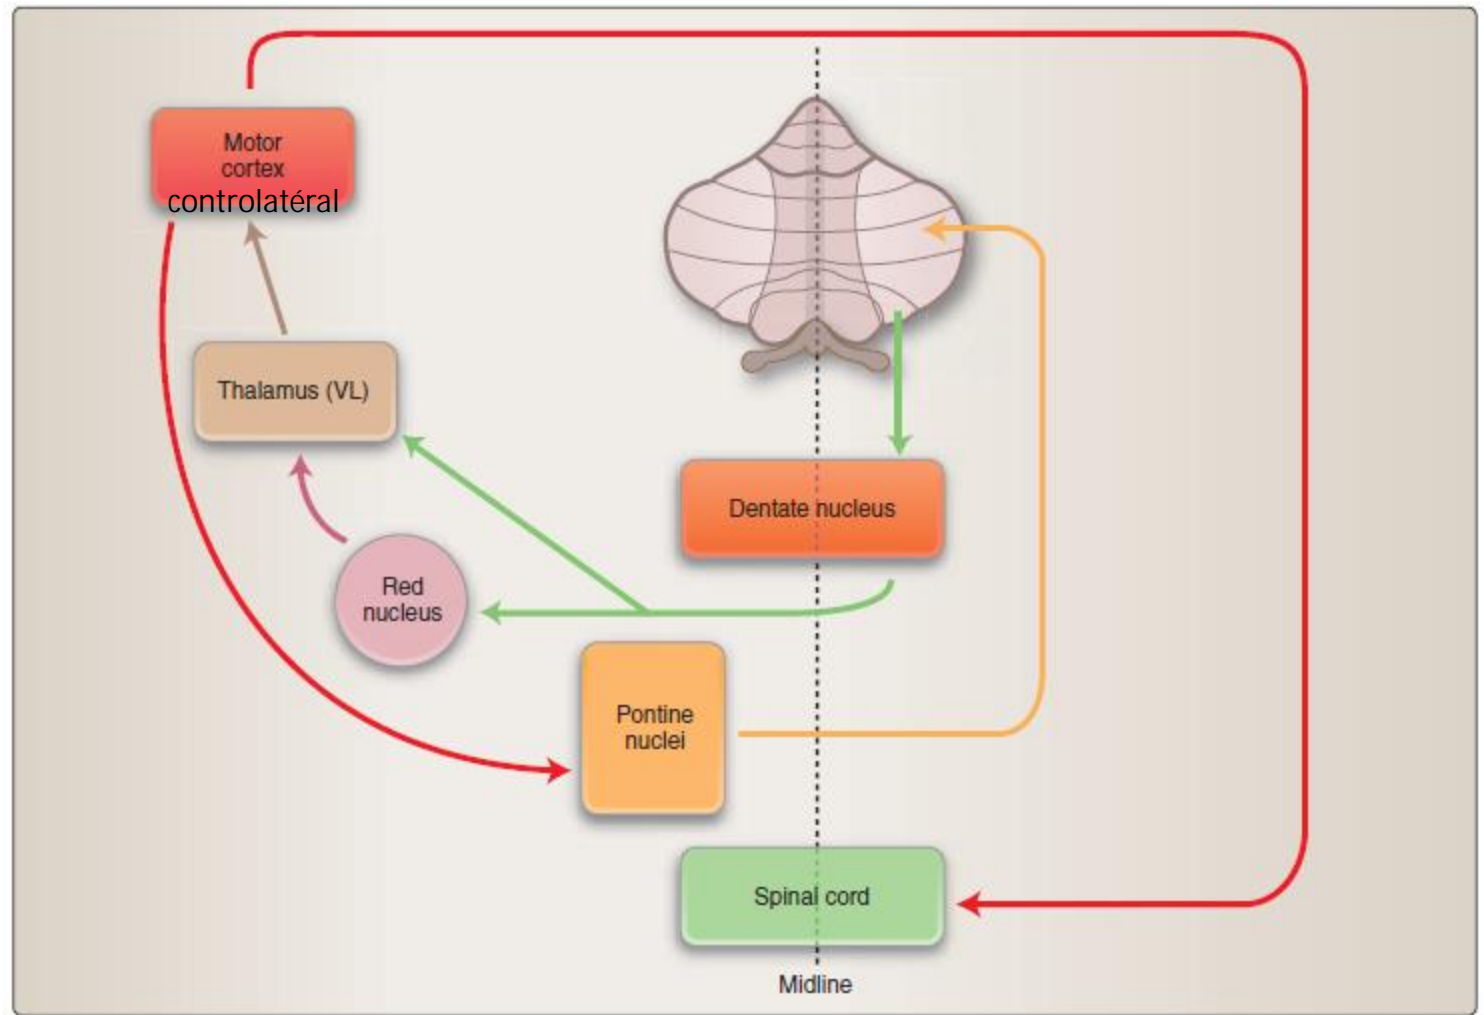 Motor
cortex
controlatéral
Thalamus (VL)
Dentate nucleus
Red
nucleus
Pontine
nuclei
Spinal cord
Midline